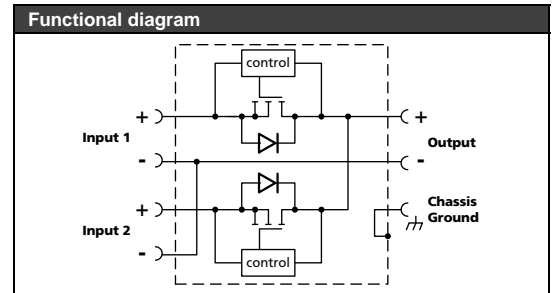 Functional diagram
control
+
+
Input 1
Output
-
-
+
Chassis
Ground
Input 2
-
control